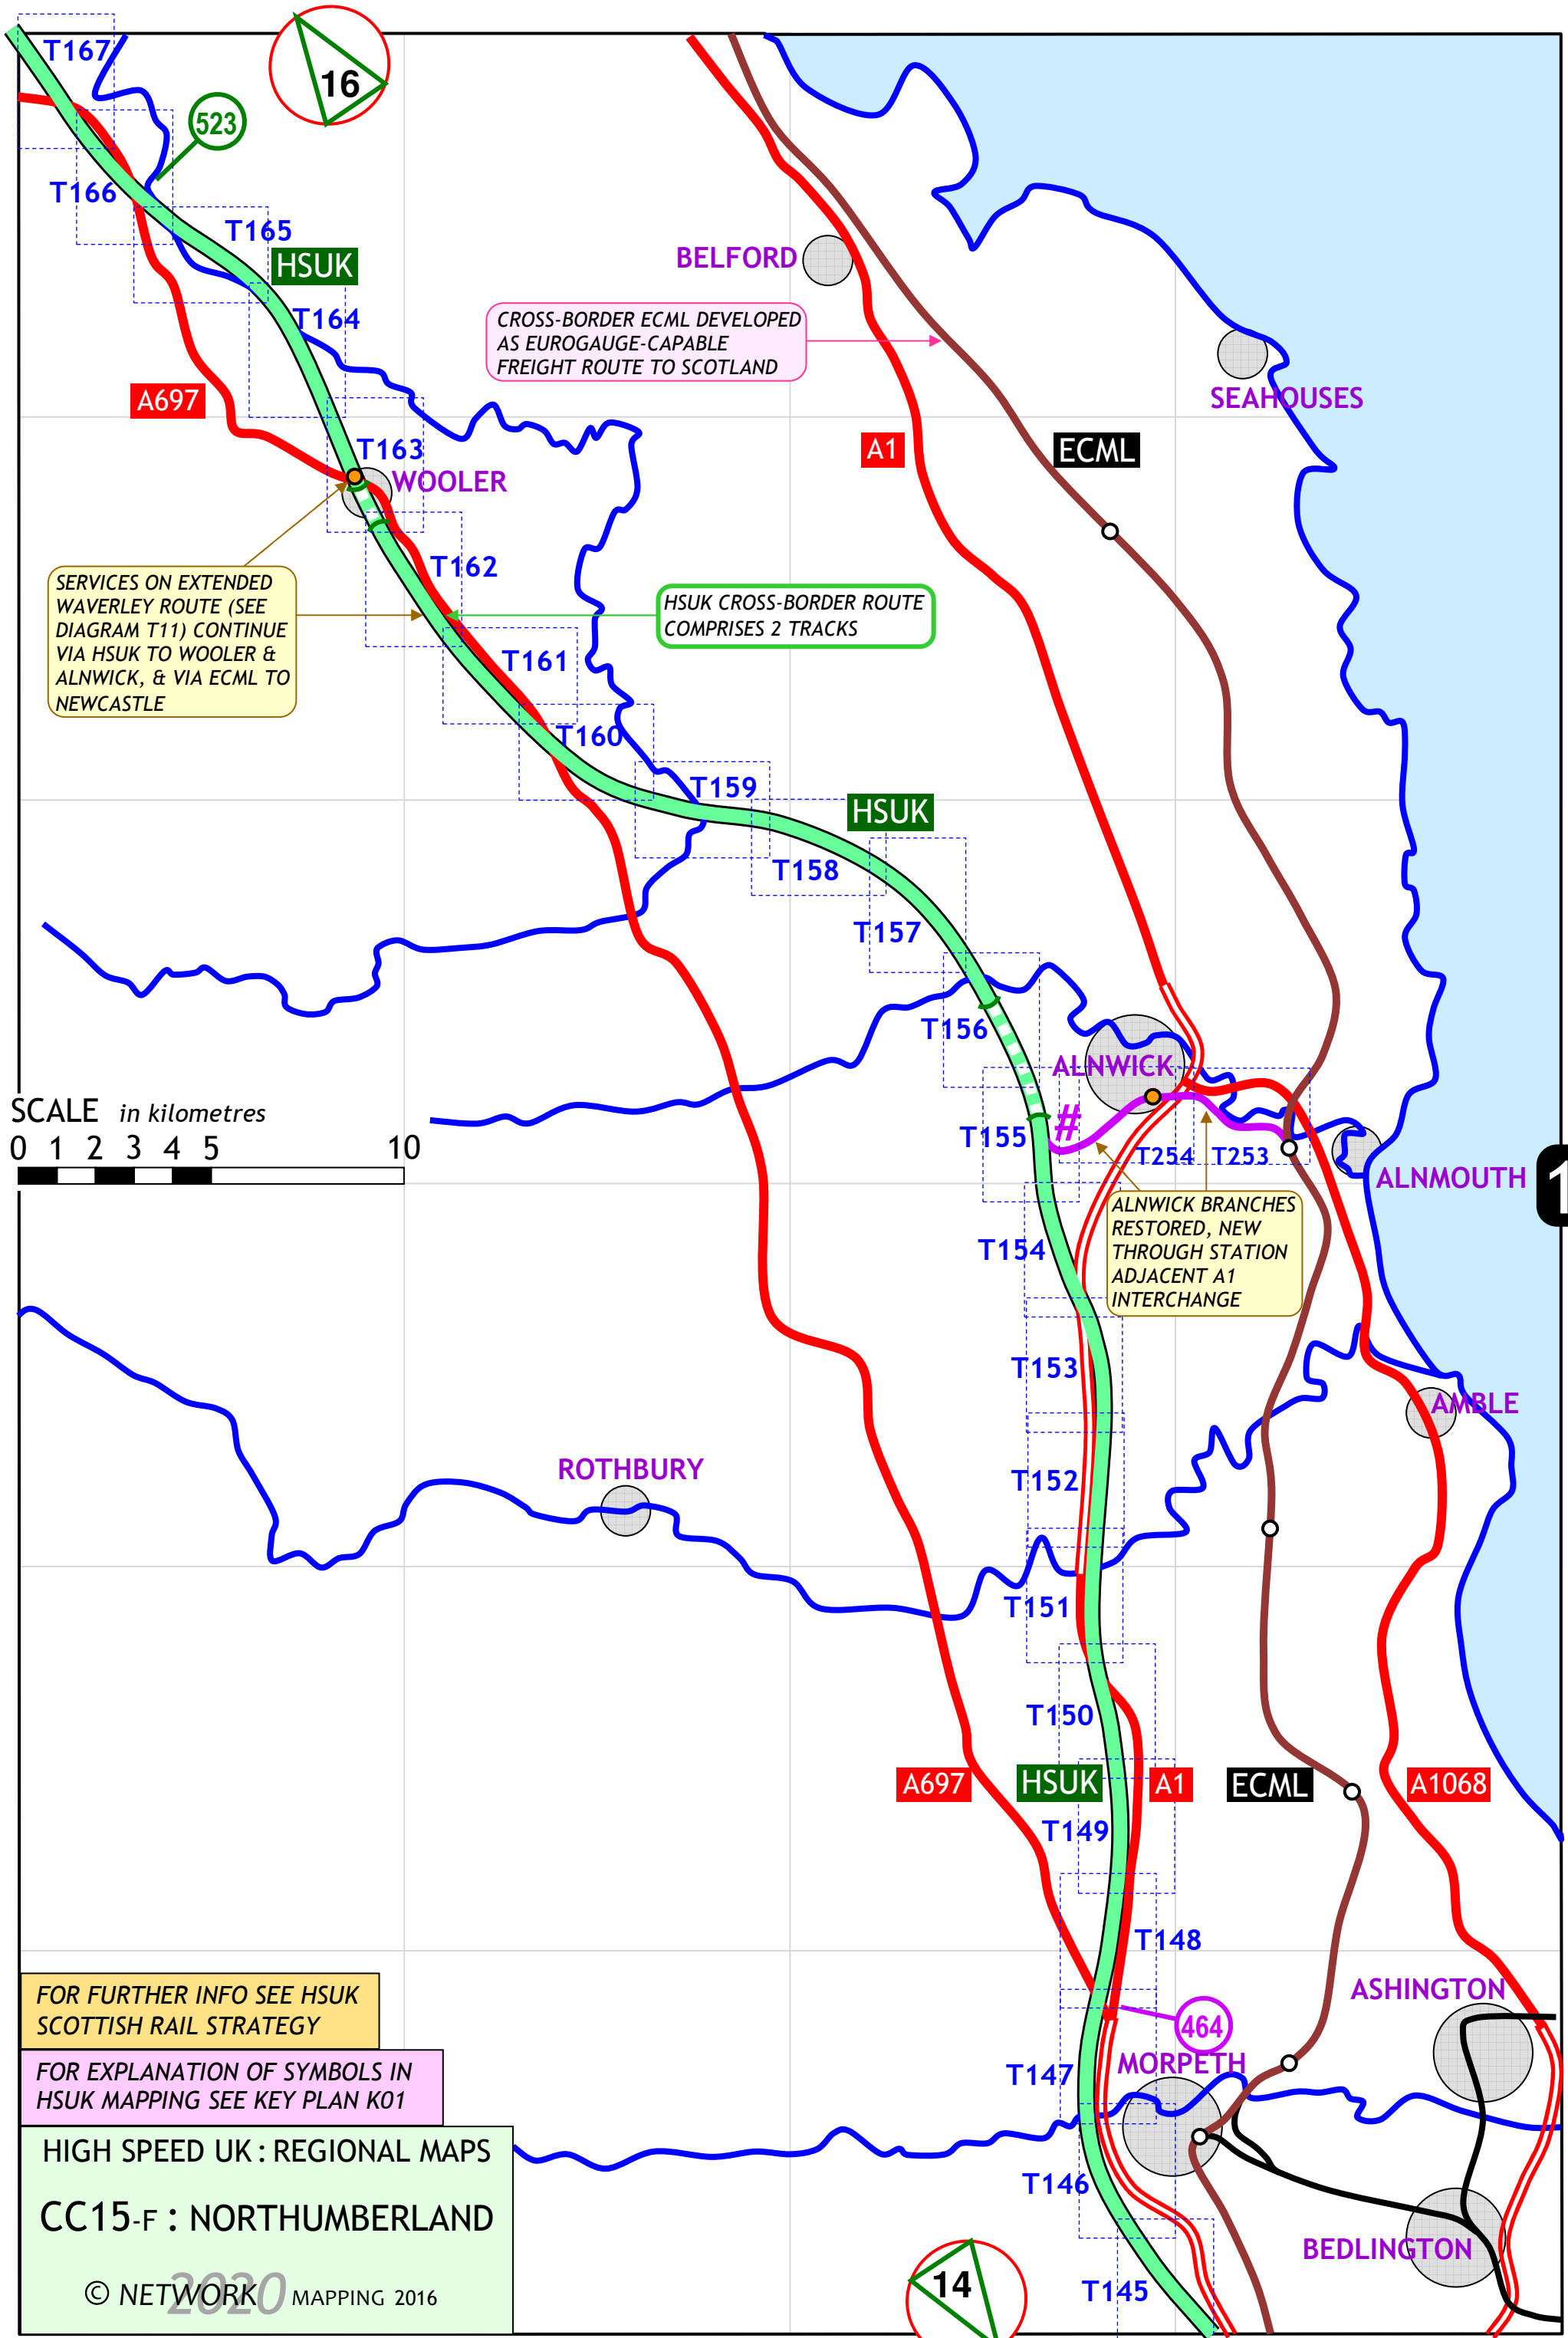 T167
16
523
T166
T165
HSUK
BELFORD
T164
CROSS-BORDER ECML DEVELOPED
AS EUROGAUGE-CAPABLE
FREIGHT ROUTE TO SCOTLAND
SEAHOUSES
A697
A1
ECML
T163
WOOLER
T162
SERVICES ON EXTENDED
WAVERLEY ROUTE (SEE
DIAGRAM T11) CONTINUE
VIA HSUK TO WOOLER &
ALNWICK, & VIA ECML TO
NEWCASTLE
HSUK CROSS-BORDER ROUTE
COMPRISES 2 TRACKS
T161
T160
T159
HSUK
T158
T157
T156
ALNWICK
SCALE in kilometres
0 1 2 3 4 5 10
#
T155
T254
T253
ALNMOUTH
1
ALNWICK BRANCHES
RESTORED, NEW
THROUGH STATION
ADJACENT A1
INTERCHANGE
T154
T153
AMBLE
ROTHBURY
T152
T151
T150
A697
HSUK
A1
ECML
A1068
T149
T148
ASHINGTON
FOR FURTHER INFO SEE HSUK
SCOTTISH RAIL STRATEGY
464
MORPETH
T147
FOR EXPLANATION OF SYMBOLS IN
HSUK MAPPING SEE KEY PLAN K01
HIGH SPEED UK : REGIONAL MAPS
CC15-F : NORTHUMBERLAND
© NETWORK 2020 MAPPING 2016
T146
BEDLINGTON
14
T145